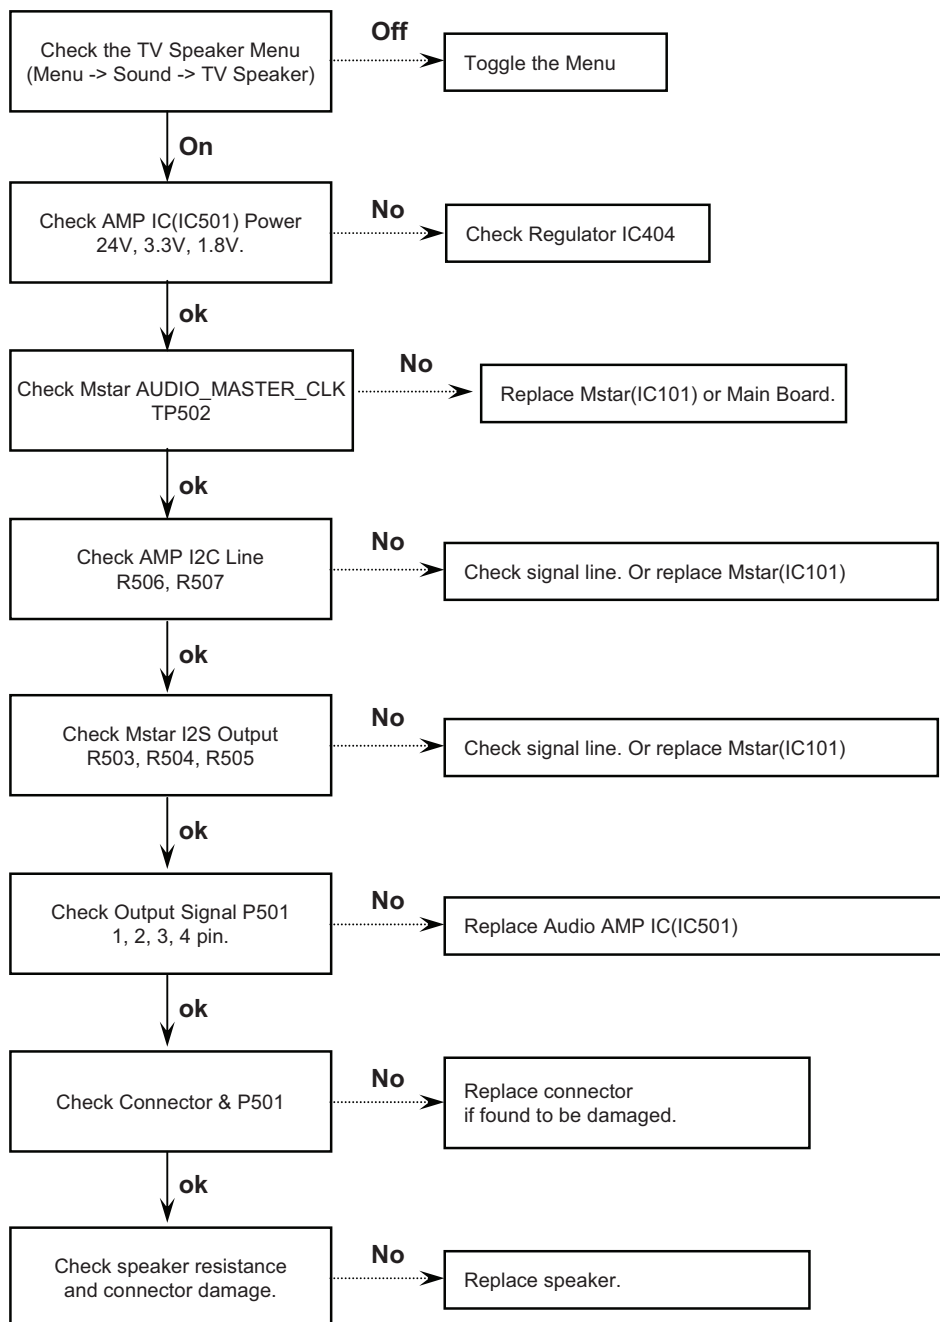 Check the TV Speaker Menu
(Menu -> Sound -> TV Speaker)
Off
Toggle the Menu
On
Check AMP IC(IC501) Power
24V, 3.3V, 1.8V.
No
Check Regulator IC404
ok
Check Mstar AUDIO_MASTER_CLK
TP502
No
Replace Mstar(IC101) or Main Board.
ok
Check AMP I2C Line
R506, R507
No
Check signal line. Or replace Mstar(IC101)
ok
Check Mstar I2S Output
R503, R504, R505
No
Check signal line. Or replace Mstar(IC101)
ok
Check Output Signal P501
1, 2, 3, 4 pin.
No
Replace Audio AMP IC(IC501)
ok
Check Connector & P501
No
Replace connector
if found to be damaged.
ok
Check speaker resistance
and connector damage.
No
Replace speaker.